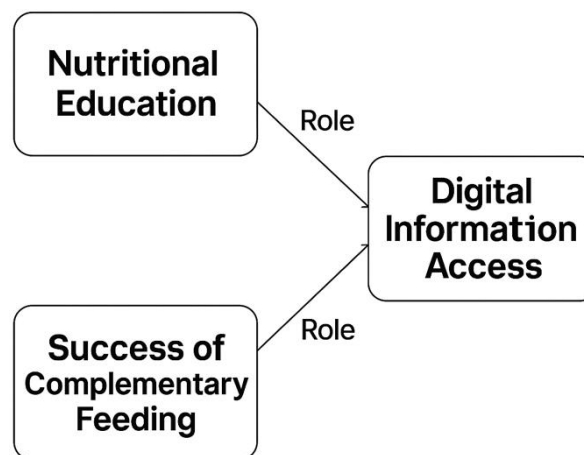 Nutritional
Education
Role
Digital
Information
Access
Role
Success of
Complementary
Feeding